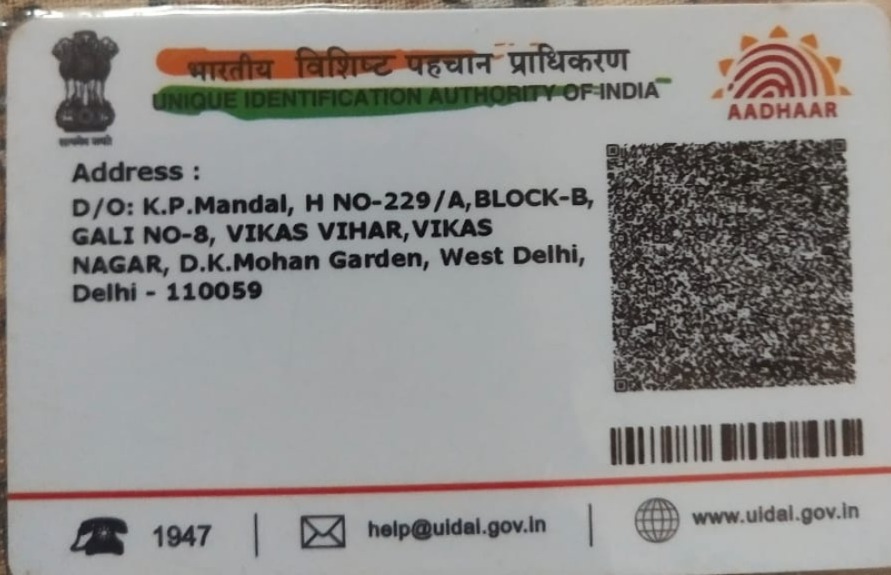 भारतीय विशिष्ट पहचान प्राधिकरण
UNIQUE IDENTIFICATION AUTHORITY OF INDIA
AADHAAR
Address :
D/O: K.P.Mandal, H NO-229/A,BLOCK-B,
GALI NO-8, VIKAS VIHAR,VIKAS
NAGAR, D.K.Mohan Garden, West Delhi,
Delhi - 110059
1947
help@uidai.gov.in
www.uidai.gov.in